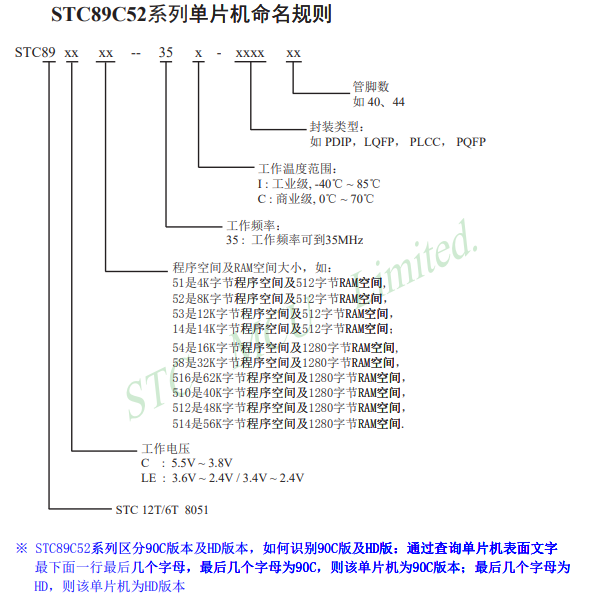 STC89C52系列单片机命名规则
STC89 xx xx -- 35 x - xxxx xx
管脚数
如 40、44
封装类型:
如 PDIP, LQFP, PLCC, PQFP
工作温度范围:
I : 工业级, -40℃ ~ 85℃
C : 商业级, 0℃ ~ 70℃
工作频率:
35 : 工作频率可到35MHz
程序空间及RAM空间大小, 如:
51是4K字节程序空间及512字节RAM空间,
52是8K字节程序空间及512字节RAM空间,
53是12K字节程序空间及512字节RAM空间,
14是14K字节程序空间及512字节RAM空间;
54是16K字节程序空间及1280字节RAM空间,
58是32K字节程序空间及1280字节RAM空间,
516是62K字节程序空间及1280字节RAM空间,
510是40K字节程序空间及1280字节RAM空间,
512是48K字节程序空间及1280字节RAM空间,
514是56K字节程序空间及1280字节RAM空间.
工作电压
C : 5.5V ~ 3.8V
LE : 3.6V ~ 2.4V / 3.4V ~ 2.4V
STC 12T/6T 8051
※ STC89C52系列区分90C版本及HD版本, 如何识别90C版及HD版: 通过查询单片机表面文字
最下面一行最后几个字母, 最后几个字母为90C, 则该单片机为90C版本; 最后几个字母为
HD, 则该单片机为HD版本
STC MCU Limited.